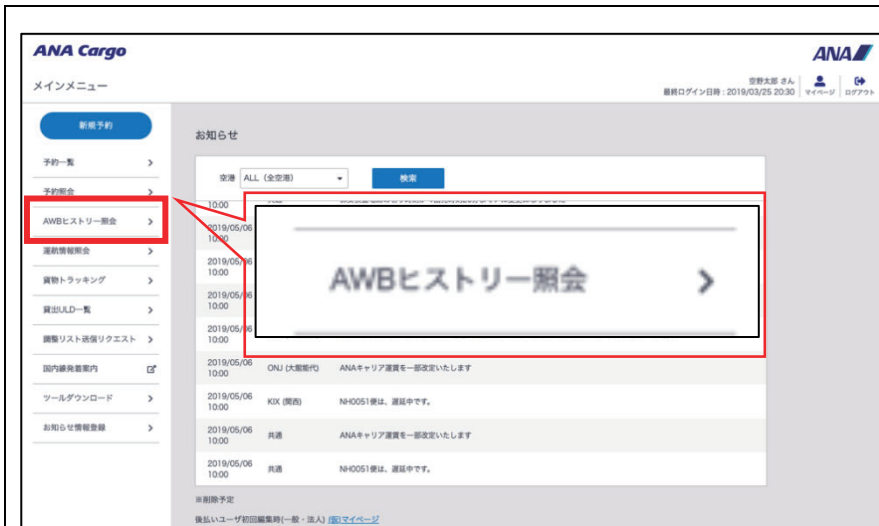 ANA Cargo
ANA
メインメニュー
空野太郎 さん
最終ログイン日時 : 2019/03/25 20:30
マイページ
ログアウト
新規予約
予約一覧
予約照会
AWBヒストリー照会
運航情報照会
貨物トラッキング
貸出ULD一覧
調整リスト送信リクエスト
国内線発着案内
ツールダウンロード
お知らせ情報登録
お知らせ
空港 ALL (全空港) 検索
10:00
2019/05/06
10:00
2019/05/06
10:00
2019/05/06
10:00
2019/05/06
10:00
AWBヒストリー照会
2019/05/06
10:00
ONJ (大館能代) ANAキャリア運賃を一部改定いたします
2019/05/06
10:00
KIX (関西) NH0051便は、遅延中です。
2019/05/06
10:00
共通 ANAキャリア運賃を一部改定いたします
2019/05/06
10:00
共通 NH0051便は、遅延中です。
※削除予定
後払いユーザ初回編集時(一般・法人) (仮)マイページ